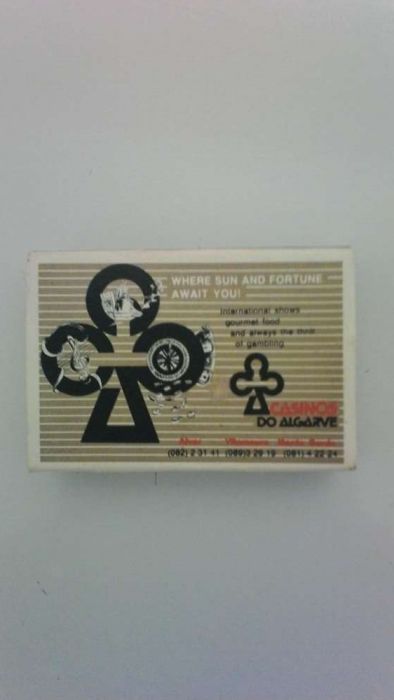 WHERE SUN AND FORTUNE
AWAIT YOU!
International shows
gourmet food
and always the thrill
of gambling
CASINOS
DO ALGARVE
Alvor Vilamoura Monte Gordo
(082) 2 31 41 (089) 3 29 19 (081) 4 22 24